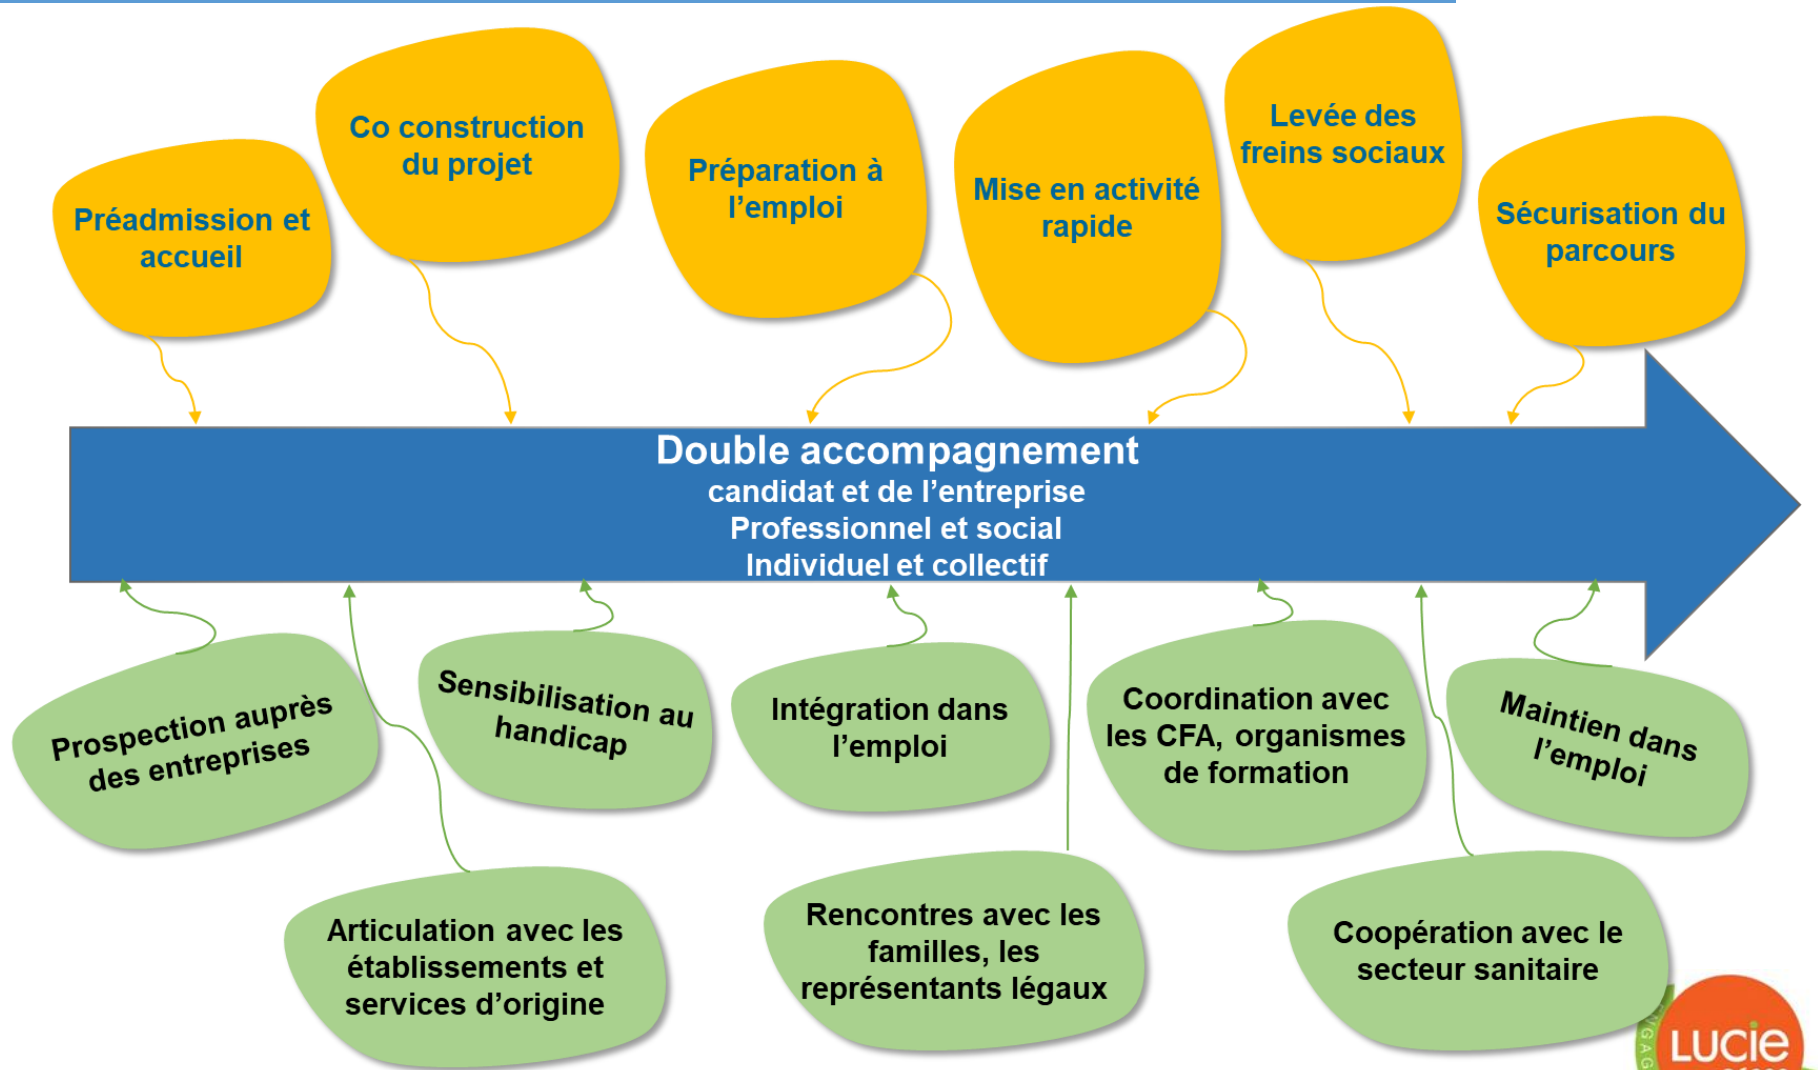 Préadmission et
accueil
Co construction
du projet
Préparation à
l’emploi
Mise en activité
rapide
Levée des
freins sociaux
Sécurisation du
parcours
Double accompagnement
candidat et de l’entreprise
Professionnel et social
Individuel et collectif
Prospection auprès
des entreprises
Sensibilisation au
handicap
Intégration dans
l’emploi
Coordination avec
les CFA, organismes
de formation
Maintien dans
l’emploi
Articulation avec les
établissements et
services d’origine
Rencontres avec les
familles, les
représentants légaux
Coopération avec le
secteur sanitaire
LUCIE